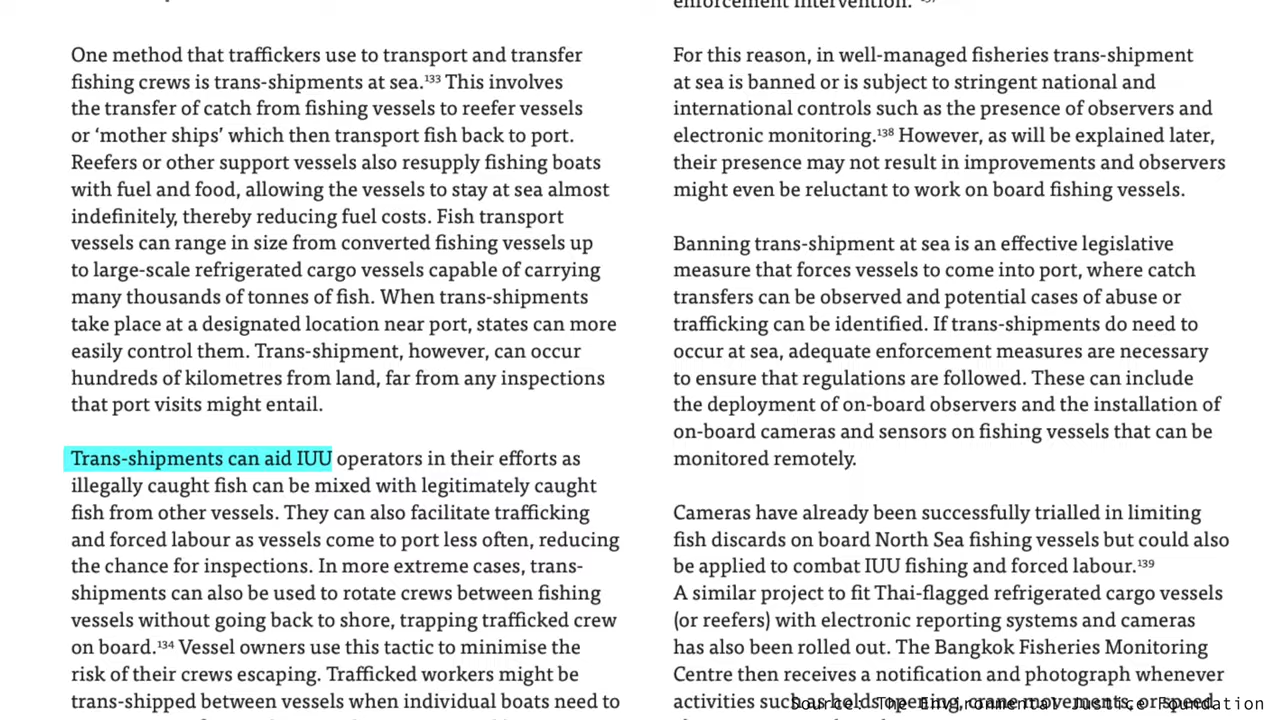 One method that traffickers use to transport and transfer
fishing crews is trans-shipments at sea.¹³³ This involves
the transfer of catch from fishing vessels to reefer vessels
or ‘mother ships’ which then transport fish back to port.
Reefers or other support vessels also resupply fishing boats
with fuel and food, allowing the vessels to stay at sea almost
indefinitely, thereby reducing fuel costs. Fish transport
vessels can range in size from converted fishing vessels up
to large-scale refrigerated cargo vessels capable of carrying
many thousands of tonnes of fish. When trans-shipments
take place at a designated location near port, states can more
easily control them. Trans-shipment, however, can occur
hundreds of kilometres from land, far from any inspections
that port visits might entail.
Trans-shipments can aid IUU operators in their efforts as
illegally caught fish can be mixed with legitimately caught
fish from other vessels. They can also facilitate trafficking
and forced labour as vessels come to port less often, reducing
the chance for inspections. In more extreme cases, trans-
shipments can also be used to rotate crews between fishing
vessels without going back to shore, trapping trafficked crew
on board.¹³⁴ Vessel owners use this tactic to minimise the
risk of their crews escaping. Trafficked workers might be
trans-shipped between vessels when individual boats need to
enforcement intervention.
For this reason, in well-managed fisheries trans-shipment
at sea is banned or is subject to stringent national and
international controls such as the presence of observers and
electronic monitoring.¹³⁸ However, as will be explained later,
their presence may not result in improvements and observers
might even be reluctant to work on board fishing vessels.
Banning trans-shipment at sea is an effective legislative
measure that forces vessels to come into port, where catch
transfers can be observed and potential cases of abuse or
trafficking can be identified. If trans-shipments do need to
occur at sea, adequate enforcement measures are necessary
to ensure that regulations are followed. These can include
the deployment of on-board observers and the installation of
on-board cameras and sensors on fishing vessels that can be
monitored remotely.
Cameras have already been successfully trialled in limiting
fish discards on board North Sea fishing vessels but could also
be applied to combat IUU fishing and forced labour.¹³⁹
A similar project to fit Thai-flagged refrigerated cargo vessels
(or reefers) with electronic reporting systems and cameras
has also been rolled out. The Bangkok Fisheries Monitoring
Centre then receives a notification and photograph whenever
activities such as holds opening, crane movements, or speed
Source: The Environmental Justice Foundation